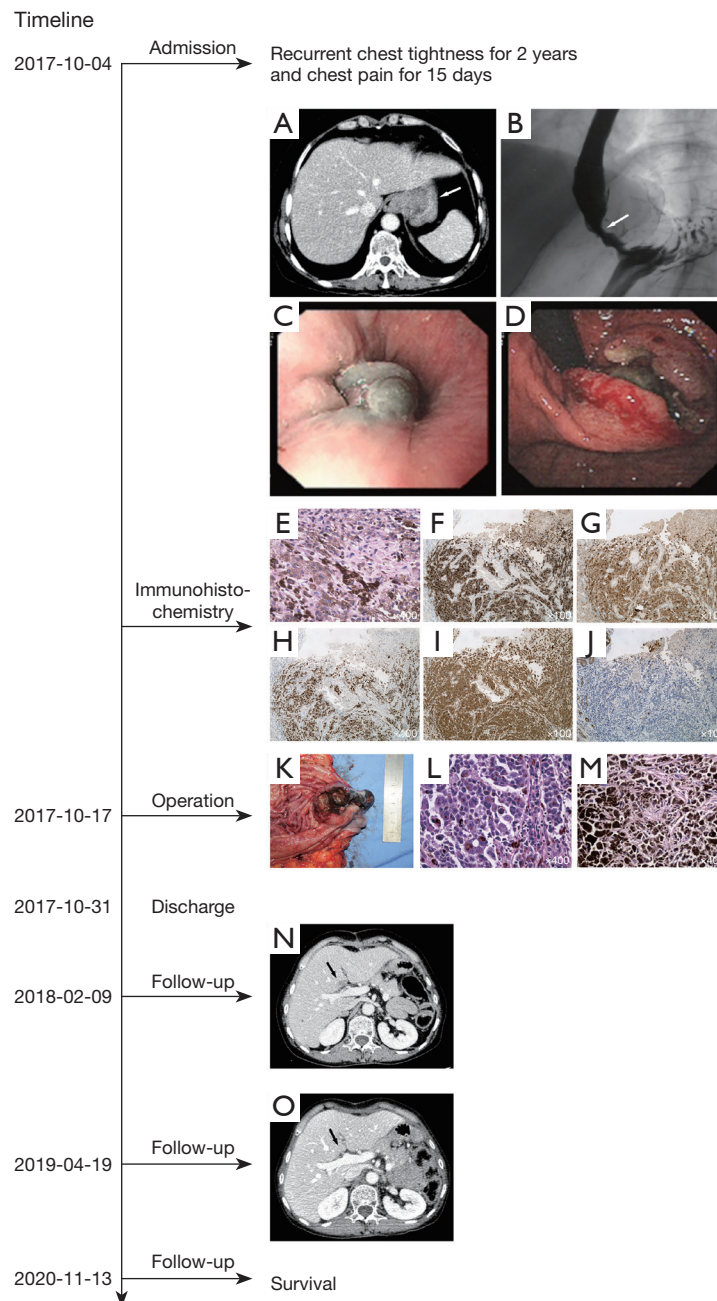 Timeline
2017-10-04
Admission
Recurrent chest tightness for 2 years
and chest pain for 15 days
A
B
C
D
E
×400
F
×100
G
Immunohisto-
chemistry
H
I
×100
J
K
L
×400
M
2017-10-17
Operation
2017-10-31
Discharge
N
2018-02-09
Follow-up
O
2019-04-19
Follow-up
2020-11-13
Follow-up
Survival